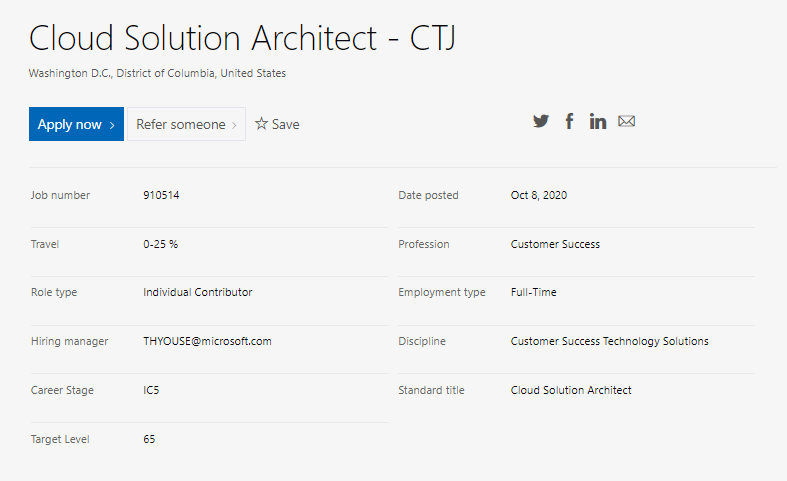 Cloud Solution Architect - CTJ
Washington D.C., District of Columbia, United States
Apply now >
Refer someone >
Save
Job number 910514
Date posted Oct 8, 2020
Travel 0-25 %
Profession Customer Success
Role type Individual Contributor
Employment type Full-Time
Hiring manager THYOUSE@microsoft.com
Discipline Customer Success Technology Solutions
Career Stage IC5
Standard title Cloud Solution Architect
Target Level 65